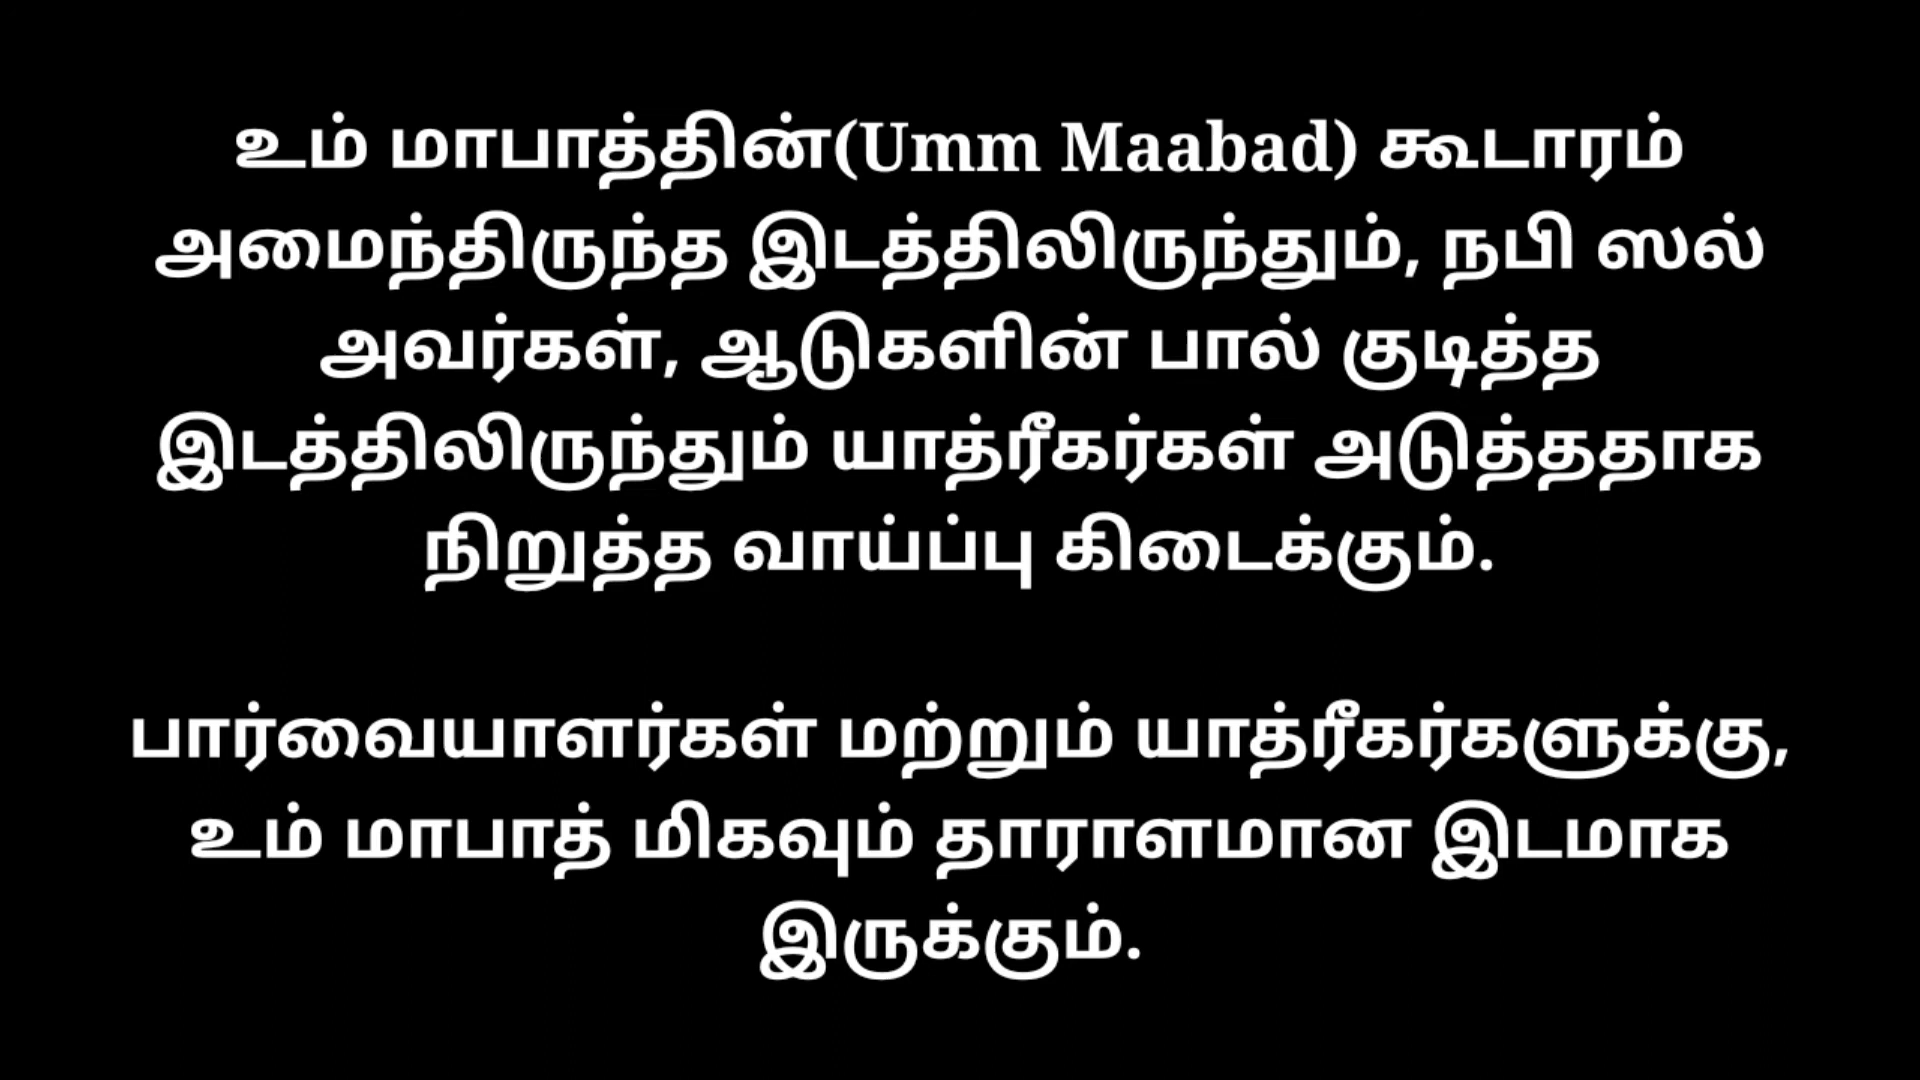 உம் மாபாத்தின்(Umm Maabad) கூடாரம்
அமைந்திருந்த இடத்திலிருந்தும், நபி ஸல்
அவர்கள், ஆடுகளின் பால் குடித்த
இடத்திலிருந்தும் யாத்ரீகர்கள் அடுத்ததாக
நிறுத்த வாய்ப்பு கிடைக்கும்.
பார்வையாளர்கள் மற்றும் யாத்ரீகர்களுக்கு,
உம் மாபாத் மிகவும் தாராளமான இடமாக
இருக்கும்.